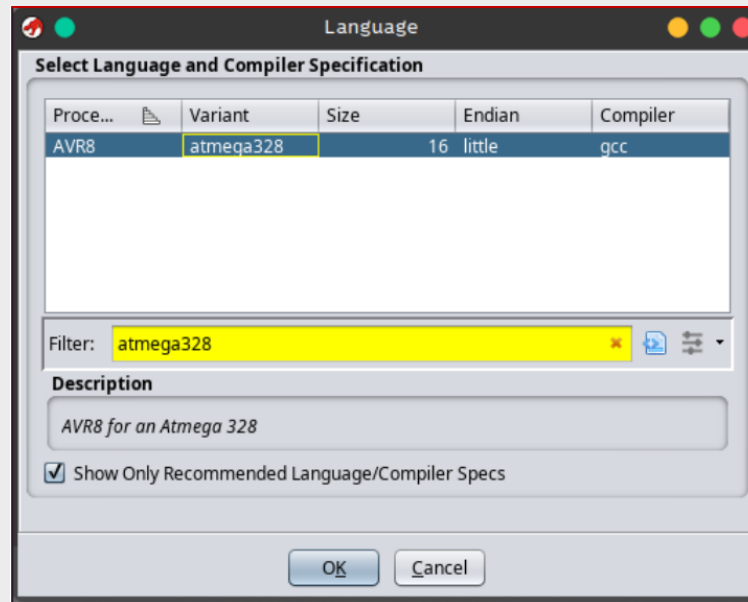 Language
Select Language and Compiler Specification
Proce... Variant Size Endian Compiler
AVR8 atmega328 16 little gcc
Filter: atmega328
Description
AVR8 for an Atmega 328
Show Only Recommended Language/Compiler Specs
OK Cancel